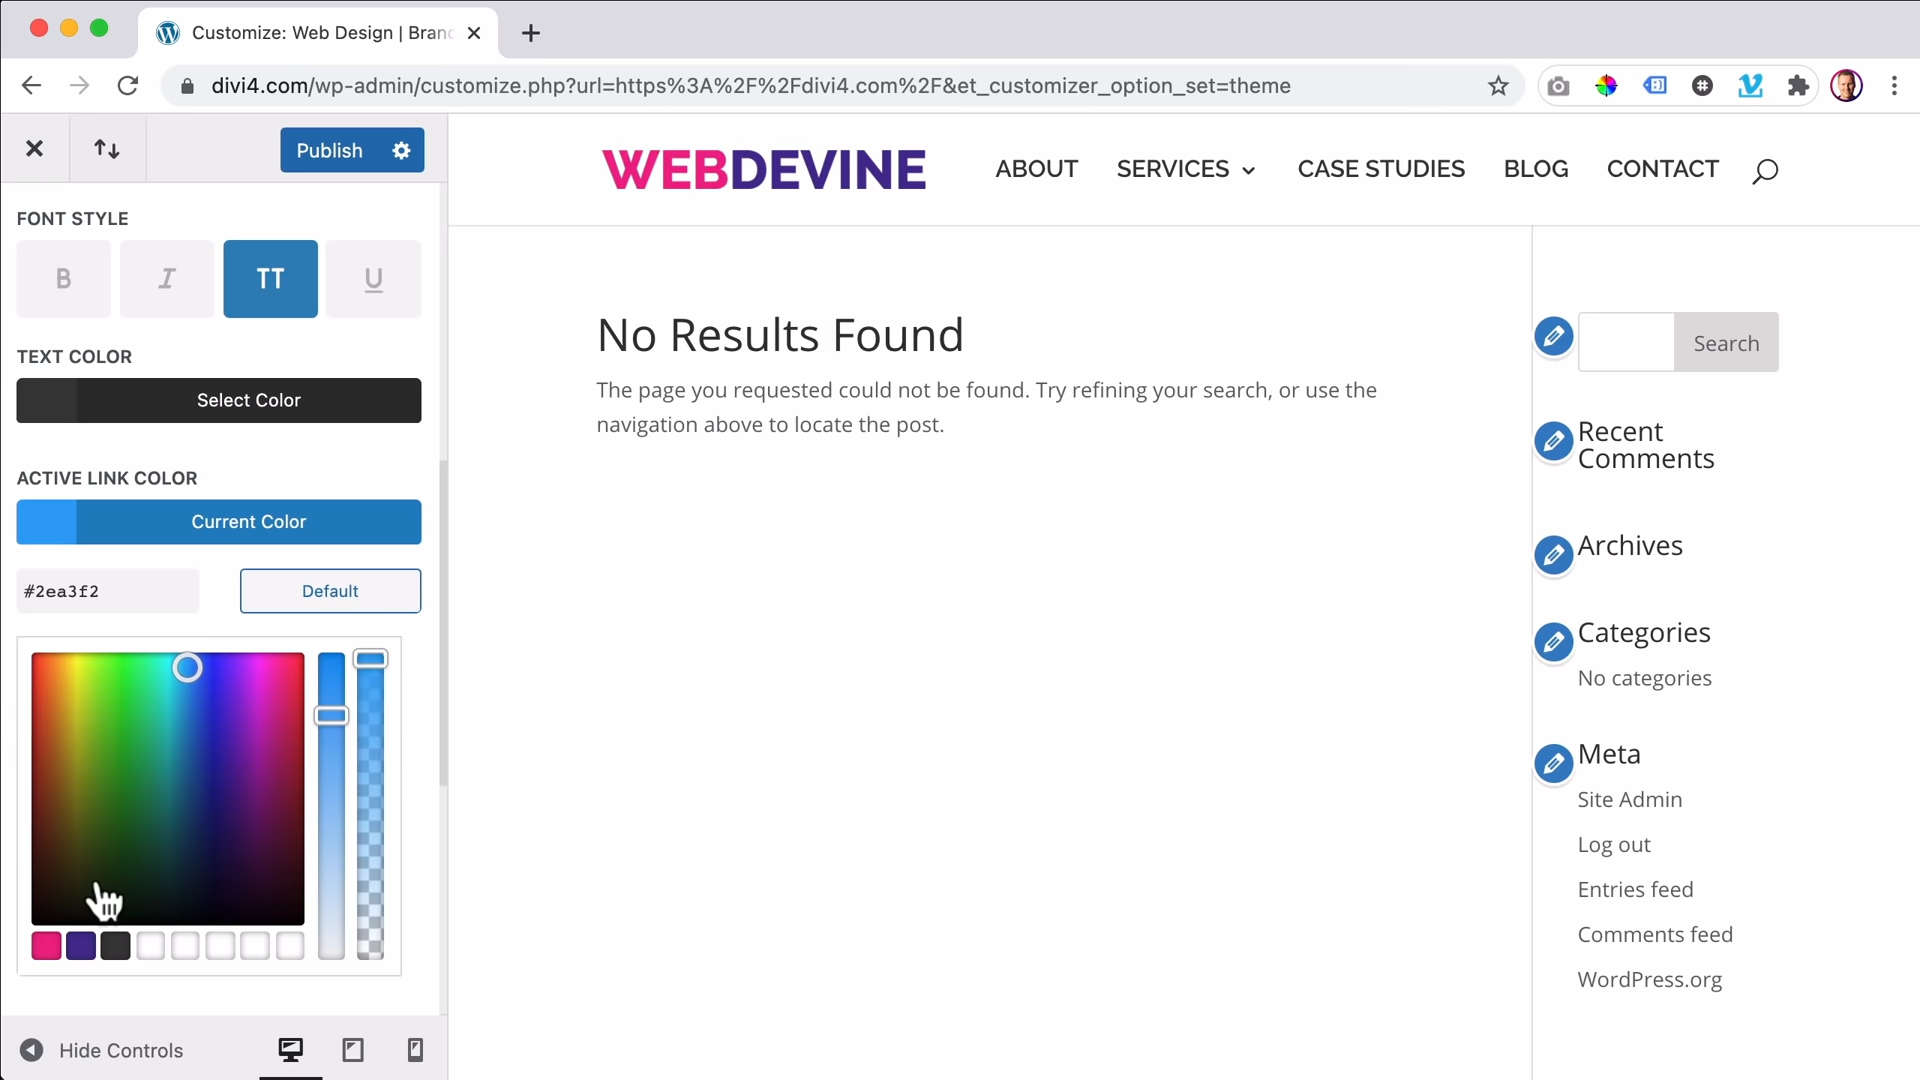 Customize: Web Design | Bran
divi4.com/wp-admin/customize.php?url=https%3A%2F%2Fdivi4.com%2F&et_customizer_option_set=theme
Publish
WEBDEVINE
ABOUT
SERVICES
CASE STUDIES
BLOG
CONTACT
FONT STYLE
B
I
TT
U
TEXT COLOR
Select Color
ACTIVE LINK COLOR
Current Color
#2ea3f2
Default
Hide Controls
No Results Found
The page you requested could not be found. Try refining your search, or use the
navigation above to locate the post.
Search
Recent
Comments
Archives
Categories
No categories
Meta
Site Admin
Log out
Entries feed
Comments feed
WordPress.org